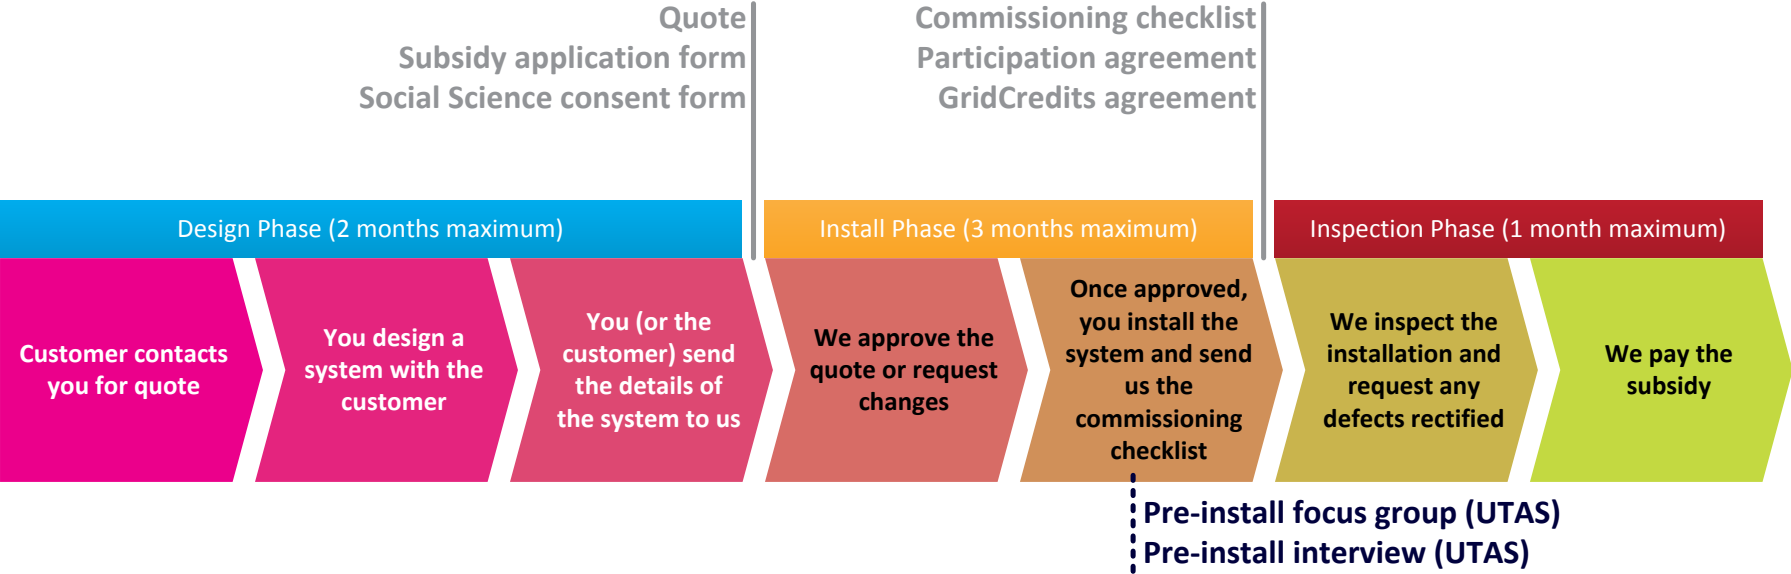 Quote
Subsidy application form
Social Science consent form
Commissioning checklist
Participation agreement
GridCredits agreement
Design Phase (2 months maximum)
Install Phase (3 months maximum)
Inspection Phase (1 month maximum)
Customer contacts
you for quote
You design a
system with the
customer
You (or the
customer) send
the details of
the system to us
We approve the
quote or request
changes
Once approved,
you install the
system and send
us the
commissioning
checklist
We inspect the
installation and
request any
defects rectified
We pay the
subsidy
Pre-install focus group (UTAS)
Pre-install interview (UTAS)